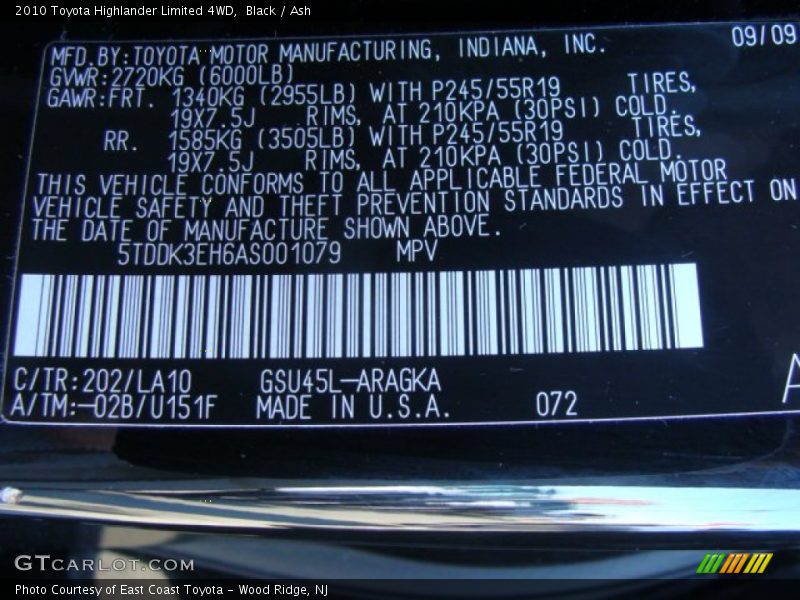 2010 Toyota Highlander Limited 4WD,  Black / Ash
MFD.BY:TOYOTA MOTOR MANUFACTURING, INDIANA, INC. 09/09
GVWR:2720KG (6000LB)
GAWR:FRT. 1340KG (2955LB) WITH P245/55R19 TIRES,
19X7.5J RIMS, AT 210KPA (30PSI) COLD.
RR. 1585KG (3505LB) WITH P245/55R19 TIRES,
19X7.5J RIMS, AT 210KPA (30PSI) COLD.
THIS VEHICLE CONFORMS TO ALL APPLICABLE FEDERAL MOTOR
VEHICLE SAFETY AND THEFT PREVENTION STANDARDS IN EFFECT ON
THE DATE OF MANUFACTURE SHOWN ABOVE.
5TDDK3EH6AS001079 MPV
C/TR:202/LA10 GSU45L-ARAGKA
A/TM:-02B/U151F MADE IN U.S.A. 072
A
GTCARLOT.COM
Photo Courtesy of East Coast Toyota - Wood Ridge, NJ